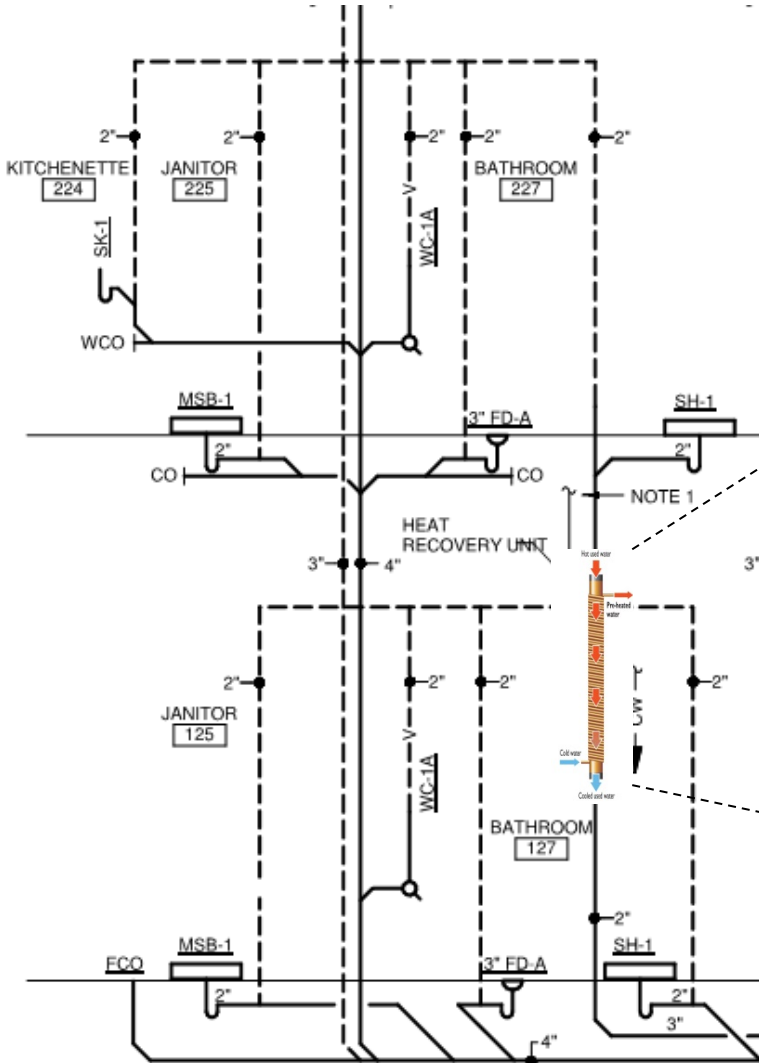 2"
2"
2"
2"
2"
KITCHENETTE
224
JANITOR
225
BATHROOM
227
V
SK-1
WC-1A
WCO
MSB-1
3" FD-A
SH-1
2"
2"
CO
CO
NOTE 1
HEAT
RECOVERY UNIT
Hot used water
3"
4"
3"
Pre-heated
water
2"
2"
2"
2"
JANITOR
125
V
WC-1A
CW
Cold water
Cooled used water
BATHROOM
127
2"
FCO
MSB-1
3" FD-A
SH-1
2"
2"
3"
4"